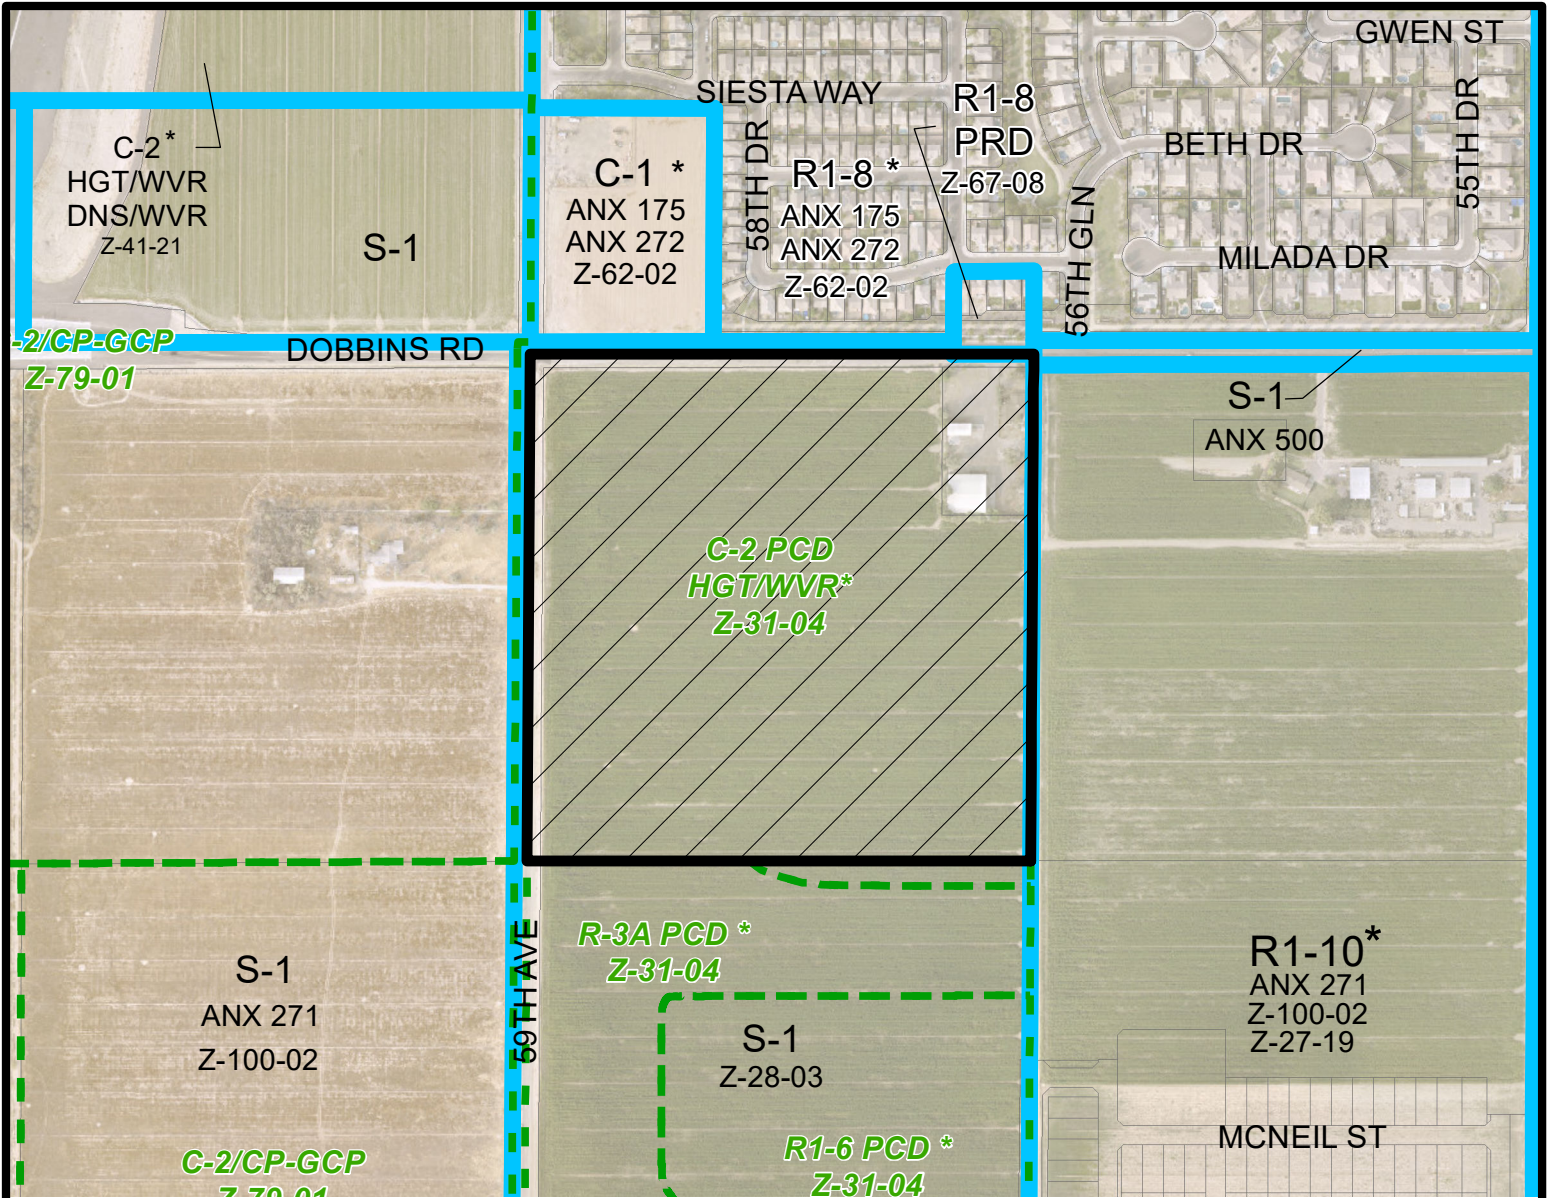 GWEN ST
SIESTA WAY
R1-8
PRD
Z-67-08
58TH DR
BETH DR
55TH DR
C-2 *
HGT/WVR
DNS/WVR
Z-41-21
S-1
C-1 *
ANX 175
ANX 272
Z-62-02
R1-8 *
ANX 175
ANX 272
Z-62-02
56TH GLN
MILADA DR
-2/CP-GCP
Z-79-01
DOBBINS RD
S-1
ANX 500
C-2 PCD
HGT/WVR*
Z-31-04
59TH AVE
R-3A PCD *
Z-31-04
S-1
ANX 271
Z-100-02
S-1
Z-28-03
R1-10*
ANX 271
Z-100-02
Z-27-19
MCNEIL ST
C-2/CP-GCP
Z-79-01
R1-6 PCD *
Z-31-04